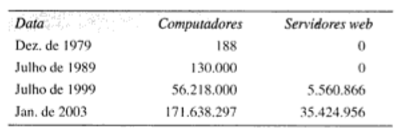 Data Computadores Servidores web
Dez. de 1979 188 0
Julho de 1989 130.000 0
Julho de 1999 56.218.000 5.560.866
Jan. de 2003 171.638.297 35.424.956